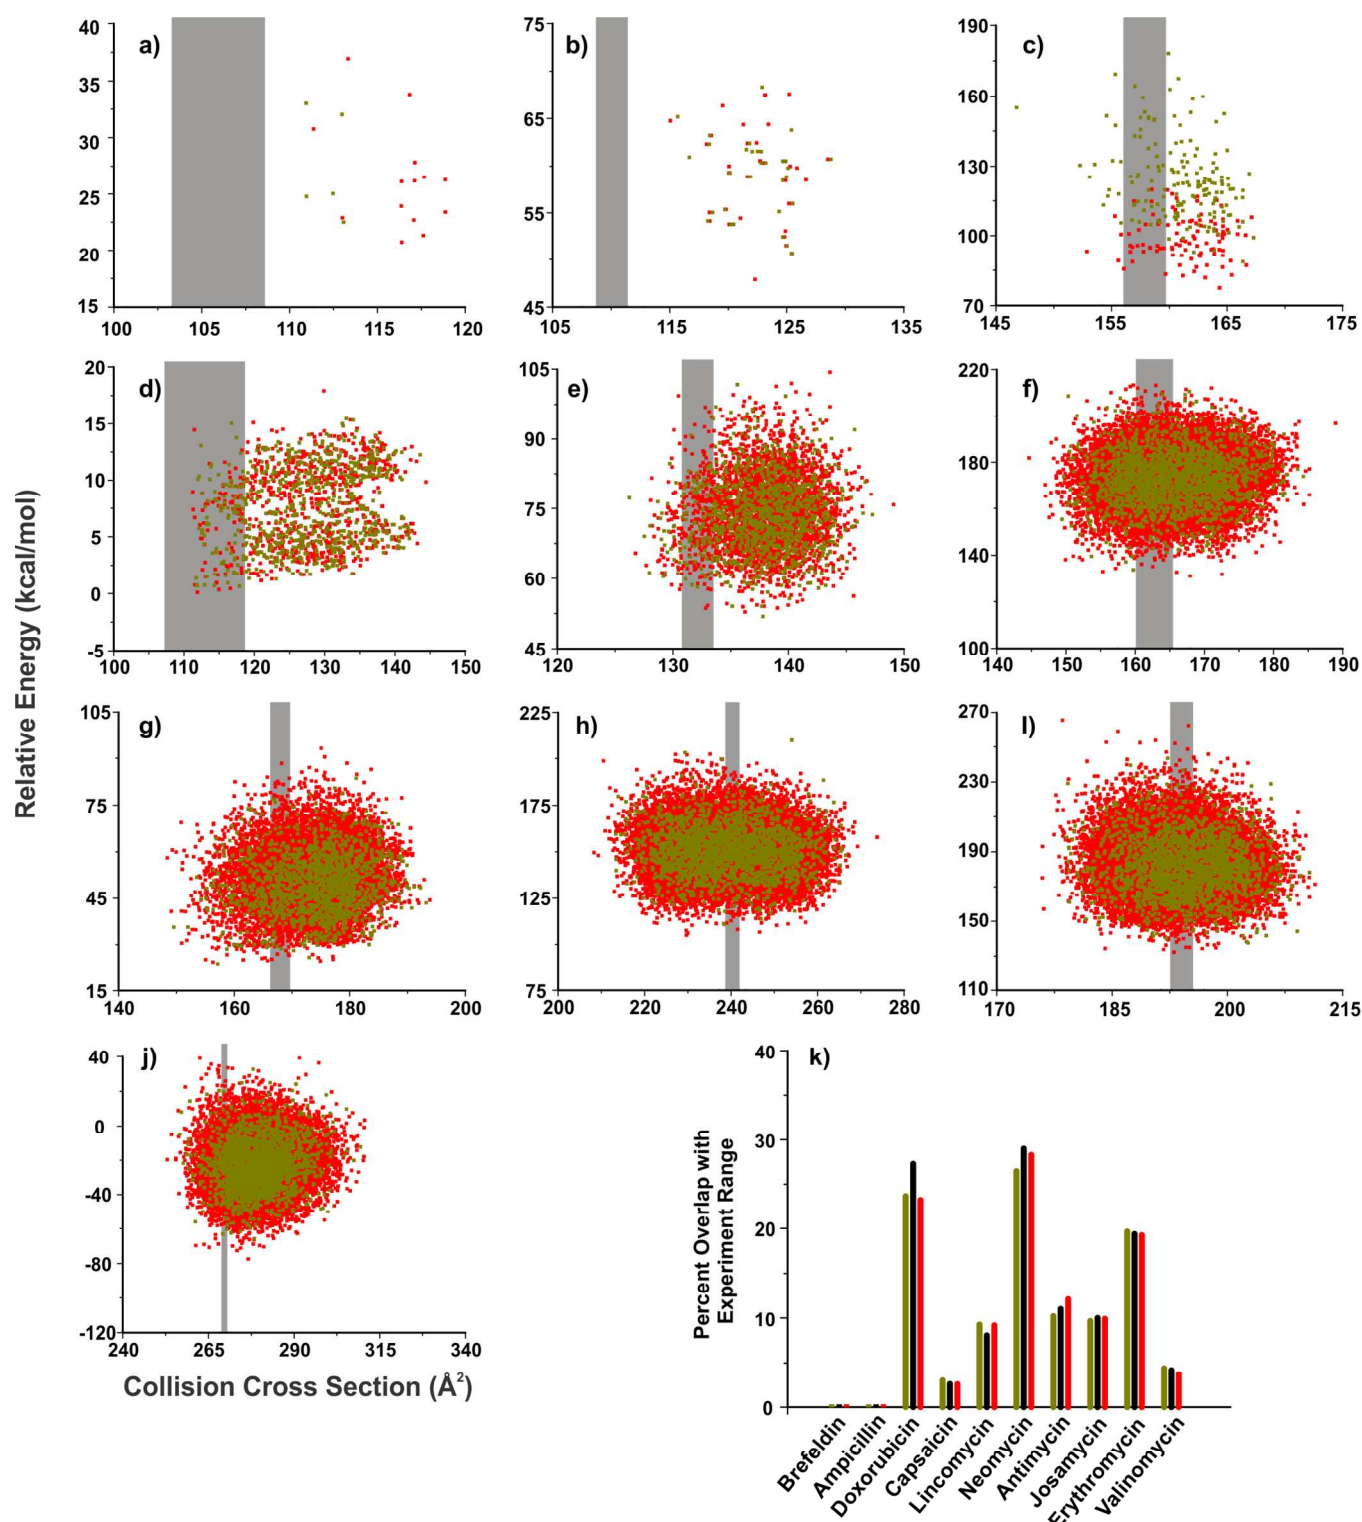 Relative Energy (kcal/mol)
a)
40
35
30
25
20
15
100 105 110 115 120
b)
75
65
55
45
105 115 125 135
c)
190
160
130
100
70
145 155 165 175
d)
20
15
10
5
0
-5
100 110 120 130 140 150
e)
105
90
75
60
45
120 130 140 150
f)
220
180
140
100
140 150 160 170 180 190
g)
105
75
45
15
140 160 180 200
h)
225
175
125
75
200 220 240 260 280
I)
270
230
190
150
110
170 185 200 215
j)
40
0
-40
-80
-120
240 265 290 315 340
Collision Cross Section (Å²)
k)
Percent Overlap with
Experiment Range
40
30
20
10
0
Brefeldin
Ampicillin
Doxorubicin
Capsaicin
Lincomycin
Neomycin
Antimycin
Josamycin
Erythromycin
Valinomycin